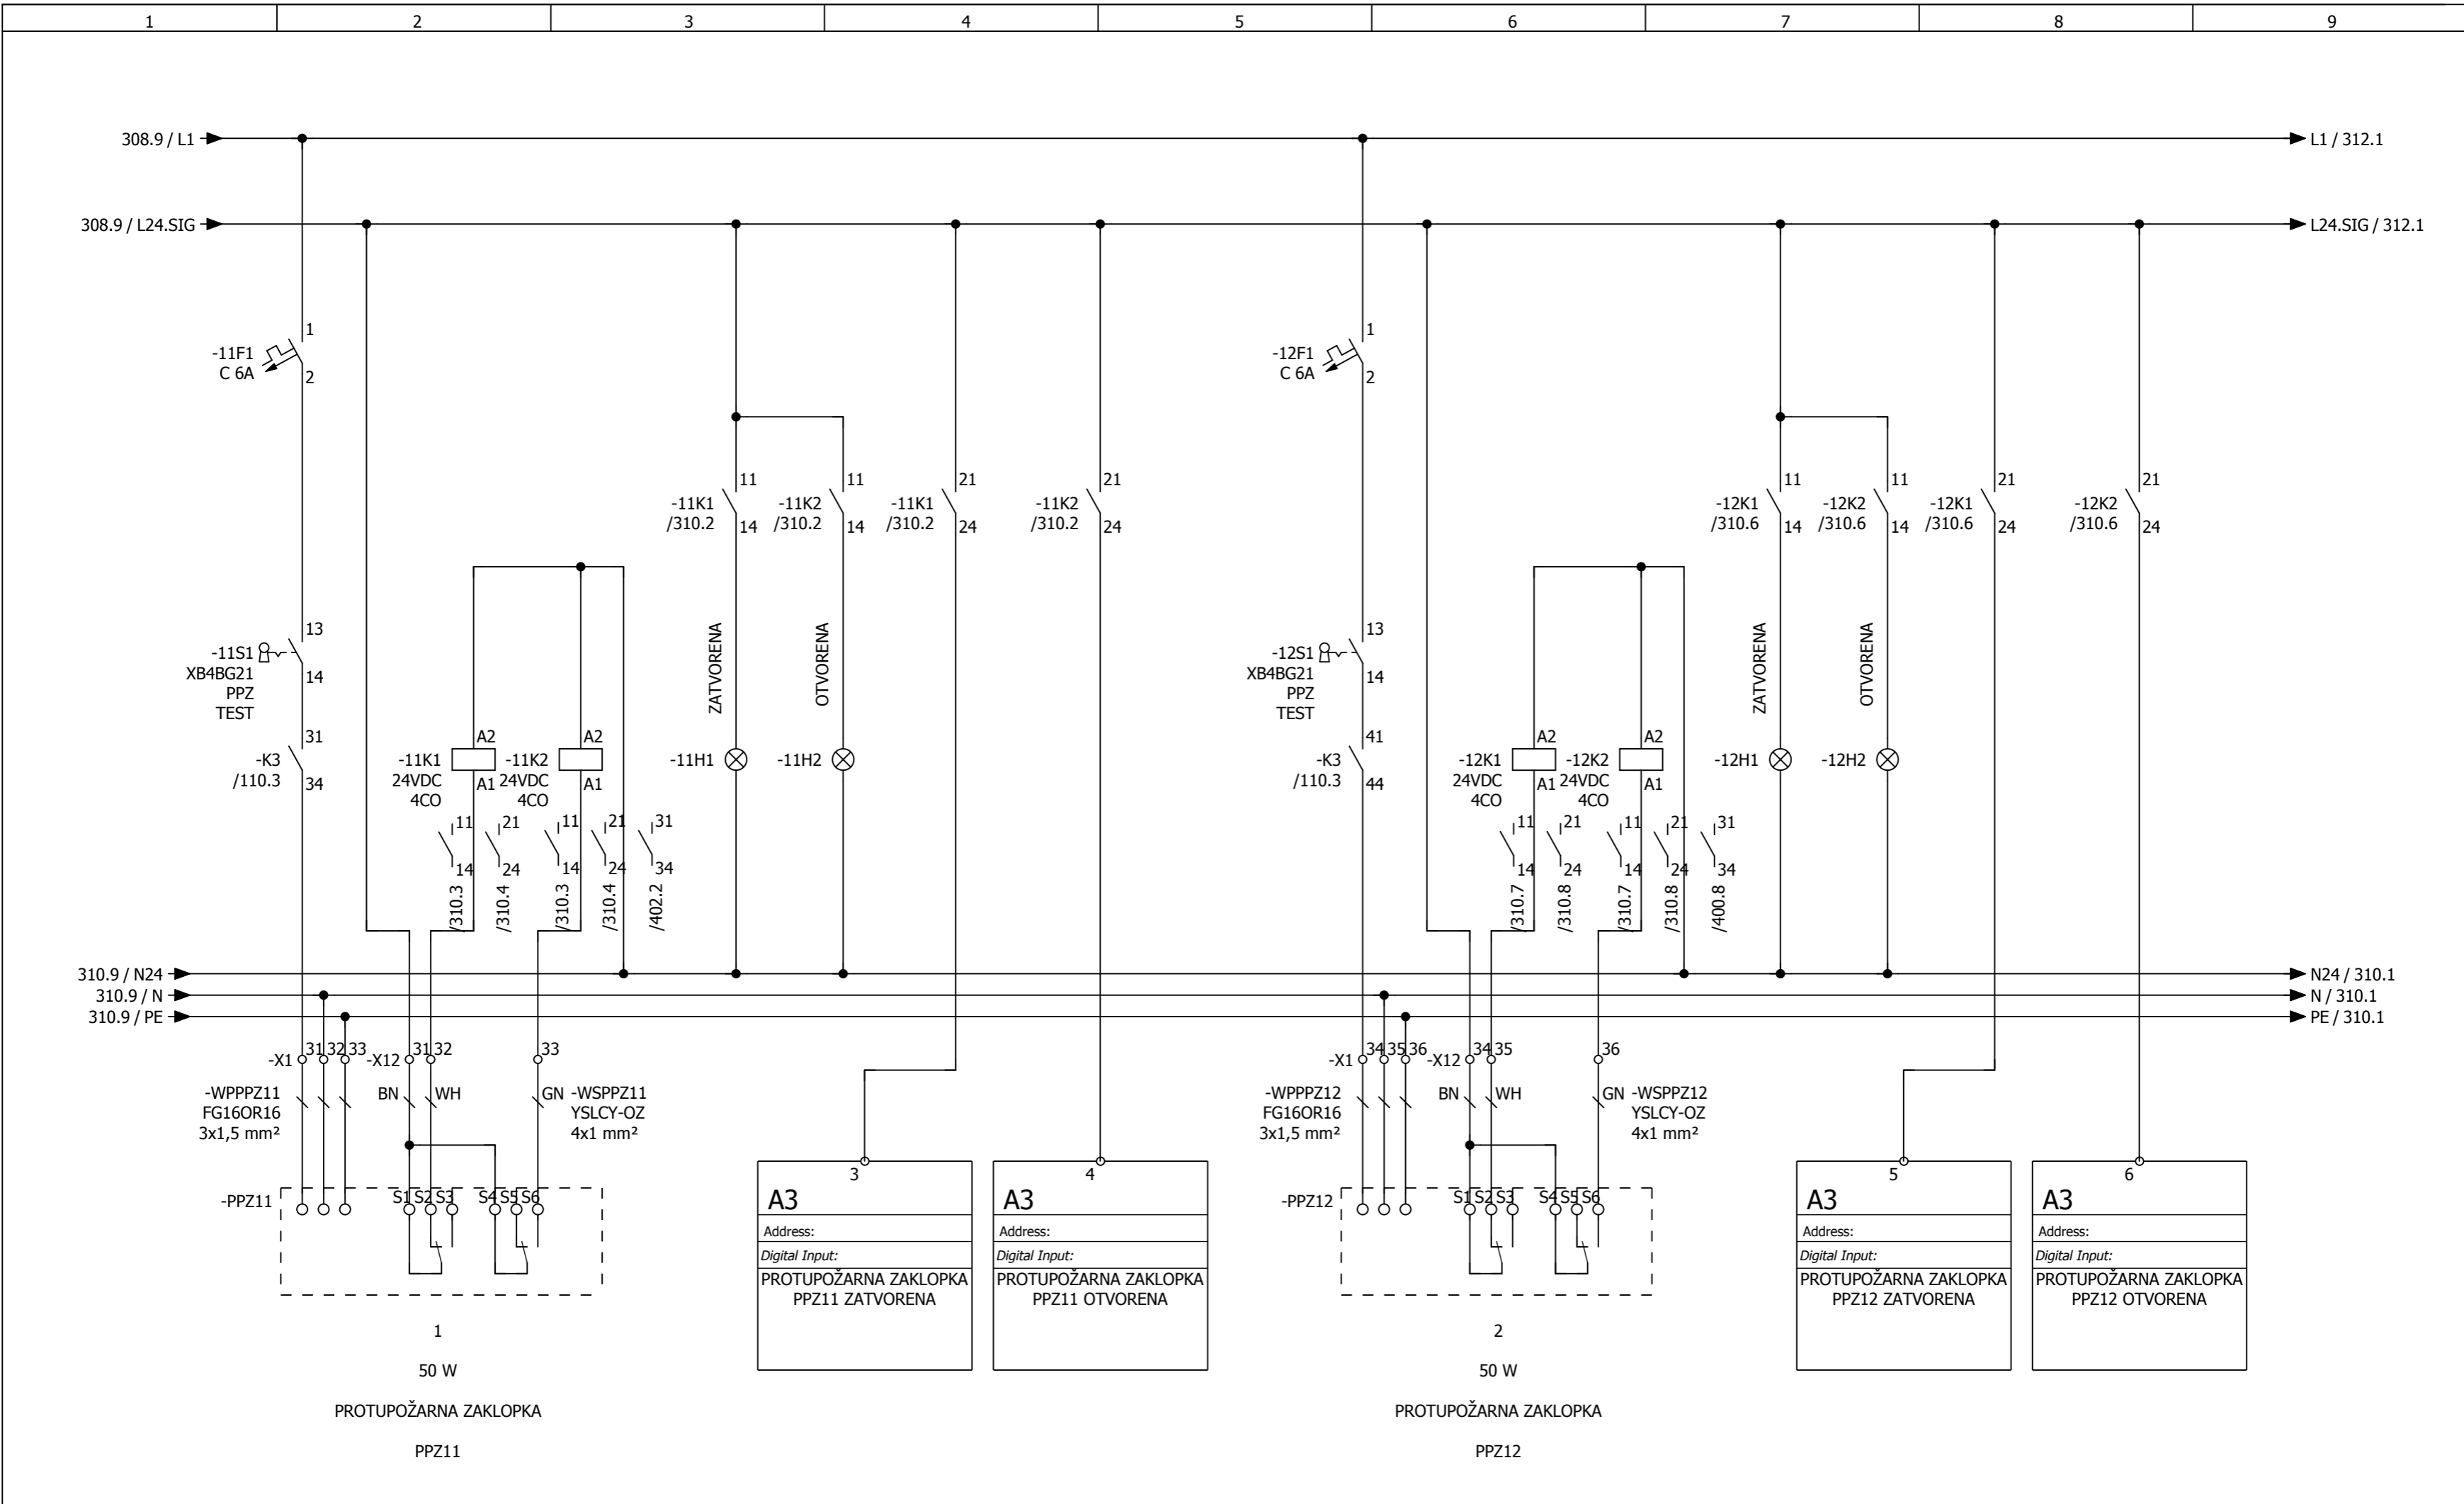 1 2 3 4 5 6 7 8 9
308.9 / L1
L1 / 312.1
308.9 / L24.SIG
L24.SIG / 312.1
-11F1
C 6A
1
2
-12F1
C 6A
1
2
-11K1
/310.2
11
14
-11K2
/310.2
11
14
-11K1
/310.2
21
24
-11K2
/310.2
21
24
-12K1
/310.6
11
14
-12K2
/310.6
11
14
-12K1
/310.6
21
24
-12K2
/310.6
21
24
-11S1
XB4BG21
PPZ
TEST
13
14
ZATVORENA
OTVORENA
-12S1
XB4BG21
PPZ
TEST
13
14
ZATVORENA
OTVORENA
-K3
/110.3
31
34
-11K1
24VDC
4CO
A2
A1
-11K2
24VDC
4CO
A2
A1
-11H1
-11H2
-K3
/110.3
41
44
-12K1
24VDC
4CO
A2
A1
-12K2
24VDC
4CO
A2
A1
-12H1
-12H2
11 21 11 21 31
14 24 14 24 34
/310.3 /310.4 /310.3 /310.4 /402.2
11 21 11 21 31
14 24 14 24 34
/310.7 /310.8 /310.7 /310.8 /400.8
310.9 / N24
N24 / 310.1
310.9 / N
N / 310.1
310.9 / PE
PE / 310.1
-X1 31 32 33 -X12 31 32 33
-WPPPZ11
FG16OR16
3x1,5 mm²
BN WH GN
-WSPPZ11
YSLCY-OZ
4x1 mm²
-X1 34 35 36 -X12 34 35 36
-WPPPZ12
FG16OR16
3x1,5 mm²
BN WH GN
-WSPPZ12
YSLCY-OZ
4x1 mm²
-PPZ11
S1 S2 S3 S4 S5 S6
3
A3
Address:
Digital Input:
PROTUPOŽARNA ZAKLOPKA
PPZ11 ZATVORENA
4
A3
Address:
Digital Input:
PROTUPOŽARNA ZAKLOPKA
PPZ11 OTVORENA
-PPZ12
S1 S2 S3 S4 S5 S6
5
A3
Address:
Digital Input:
PROTUPOŽARNA ZAKLOPKA
PPZ12 ZATVORENA
6
A3
Address:
Digital Input:
PROTUPOŽARNA ZAKLOPKA
PPZ12 OTVORENA
1
50 W
PROTUPOŽARNA ZAKLOPKA
PPZ11
2
50 W
PROTUPOŽARNA ZAKLOPKA
PPZ12